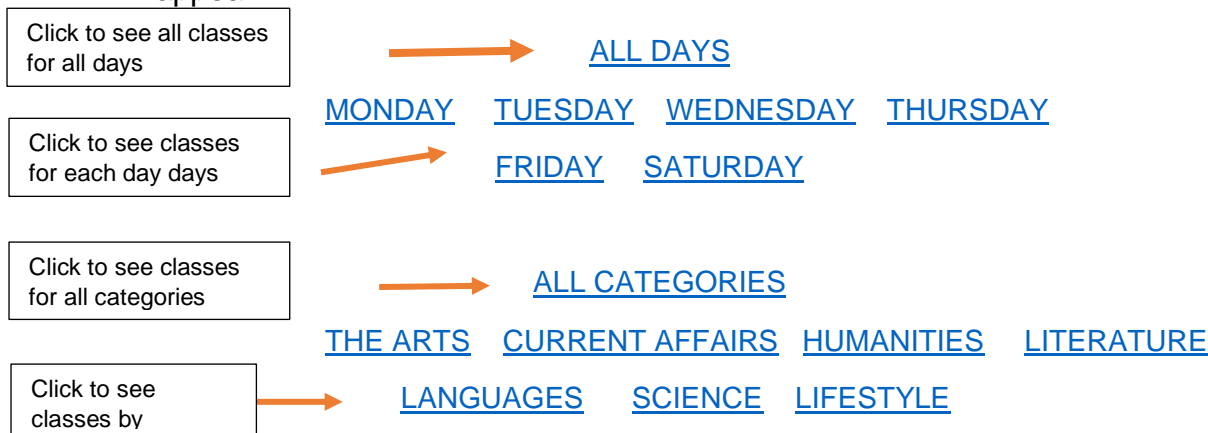 Click to see all classes
for all days
ALL DAYS
MONDAY TUESDAY WEDNESDAY THURSDAY
Click to see classes
for each day days
FRIDAY SATURDAY
Click to see classes
for all categories
ALL CATEGORIES
THE ARTS CURRENT AFFAIRS HUMANITIES LITERATURE
Click to see
classes by
LANGUAGES SCIENCE LIFESTYLE